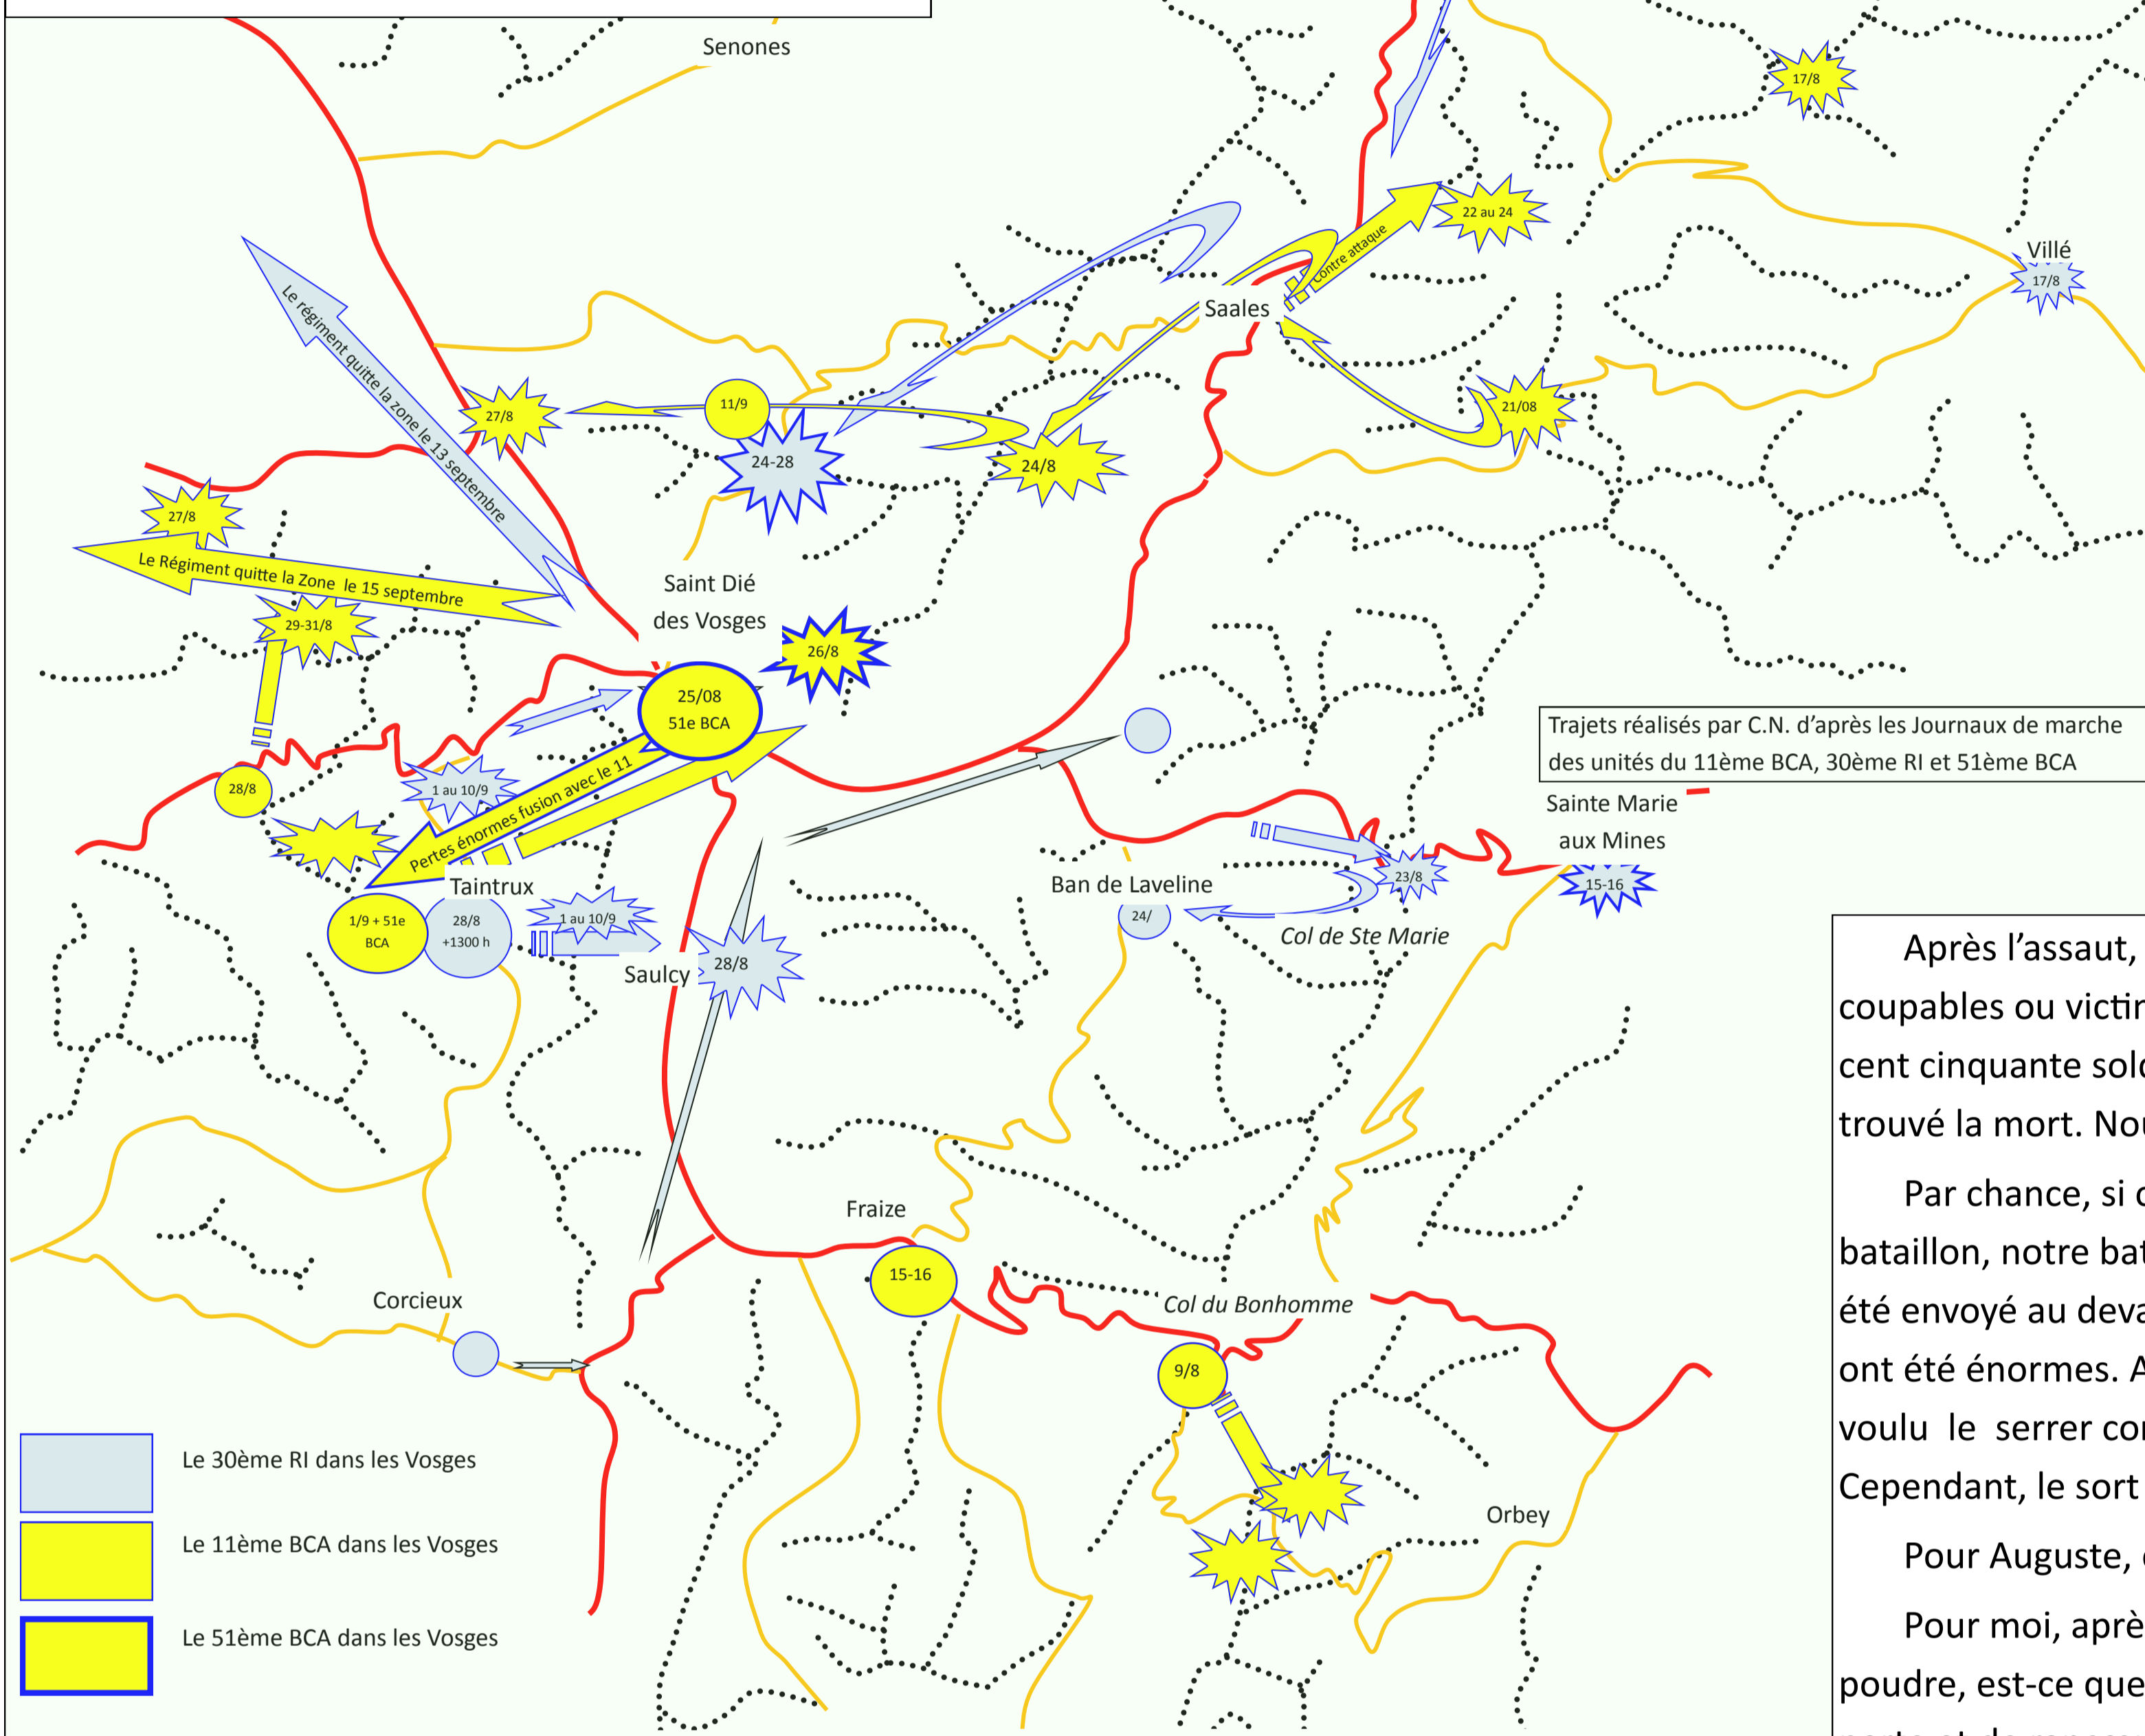 Senones
17/8
22 au 24
Contre attaque
Villé
17/8
Saales
Le régiment quitte la zone le 13 septembre
27/8
11/9
21/08
24-28
24/8
27/8
Le Régiment quitte la Zone le 15 septembre
Saint Dié
des Vosges
29-31/8
26/8
25/08
51e BCA
Trajets réalisés par C.N. d’après les Journaux de marche
des unités du 11ème BCA, 30ème RI et 51ème BCA
28/8
1 au 10/9
Pertes énormes fusion avec le 11
Sainte Marie
aux Mines
Taintrux
Ban de Laveline
23/8
15-16
1/9 + 51e
BCA
28/8
+1300 h
1 au 10/9
24/
Col de Ste Marie
Saulcy
28/8
Après l’assaut,
coupables ou
cent cinquante
trouvé la mort.
Par chance, si
bataillon, notre
été envoyé au
ont été énormes.
voulu le serrer
Cependant, le sort
Pour Auguste,
Pour moi,
poudre, est-ce que
Fraize
15-16
Corcieux
Col du Bonhomme
9/8
Orbey
Le 30ème RI dans les Vosges
Le 11ème BCA dans les Vosges
Le 51ème BCA dans les Vosges